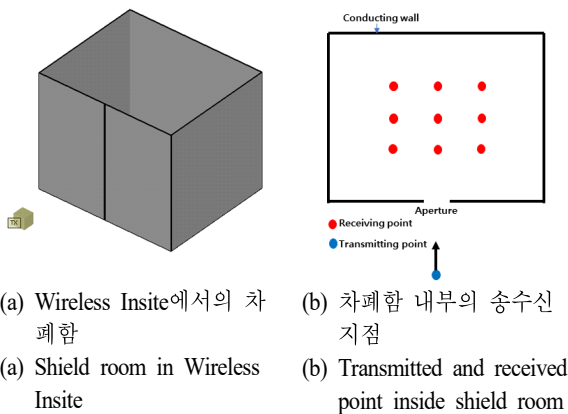 Conducting wall
TX
Aperture
Receiving point
Transmitting point
(a) Wireless Insite에서의 차
폐함
(a) Shield room in Wireless
Insite
(b) 차폐함 내부의 송수신
지점
(b) Transmitted and received
point inside shield room